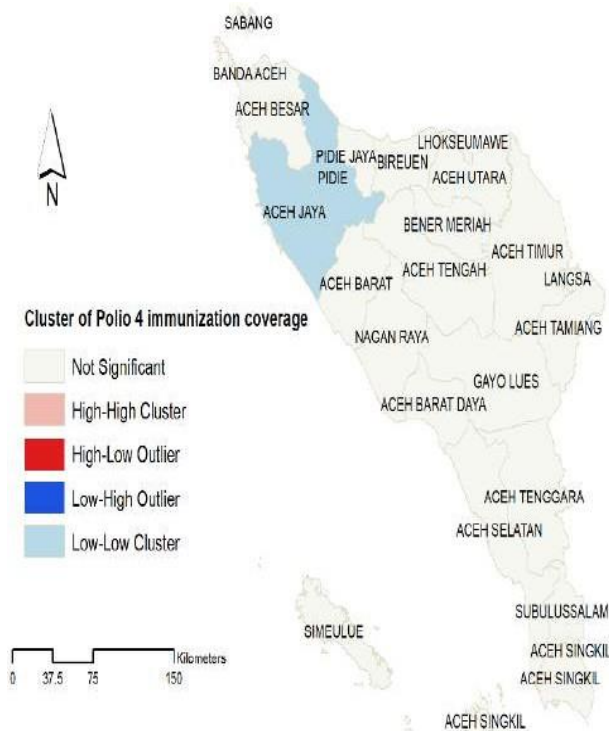 SABANG
BANDA ACEH
ACEH BESAR
LHOKSEUMAWE
PIDIE JAYA
BIREUEN
PIDIE
ACEH UTARA
N
ACEH JAYA
BENER MERIAH
ACEH TIMUR
ACEH TENGAH
ACEH BARAT
LANGSA
Cluster of Polio 4 immunization coverage
NAGAN RAYA
ACEH TAMIANG
Not Significant
GAYO LUES
High-High Cluster
ACEH BARAT DAYA
High-Low Outlier
Low-High Outlier
ACEH TENGGARA
ACEH SELATAN
Low-Low Cluster
SUBULUSSALAM
SIMEULUE
ACEH SINGKIL
Kilometers
0 37.5 75 150
ACEH SINGKIL
ACEH SINGKIL